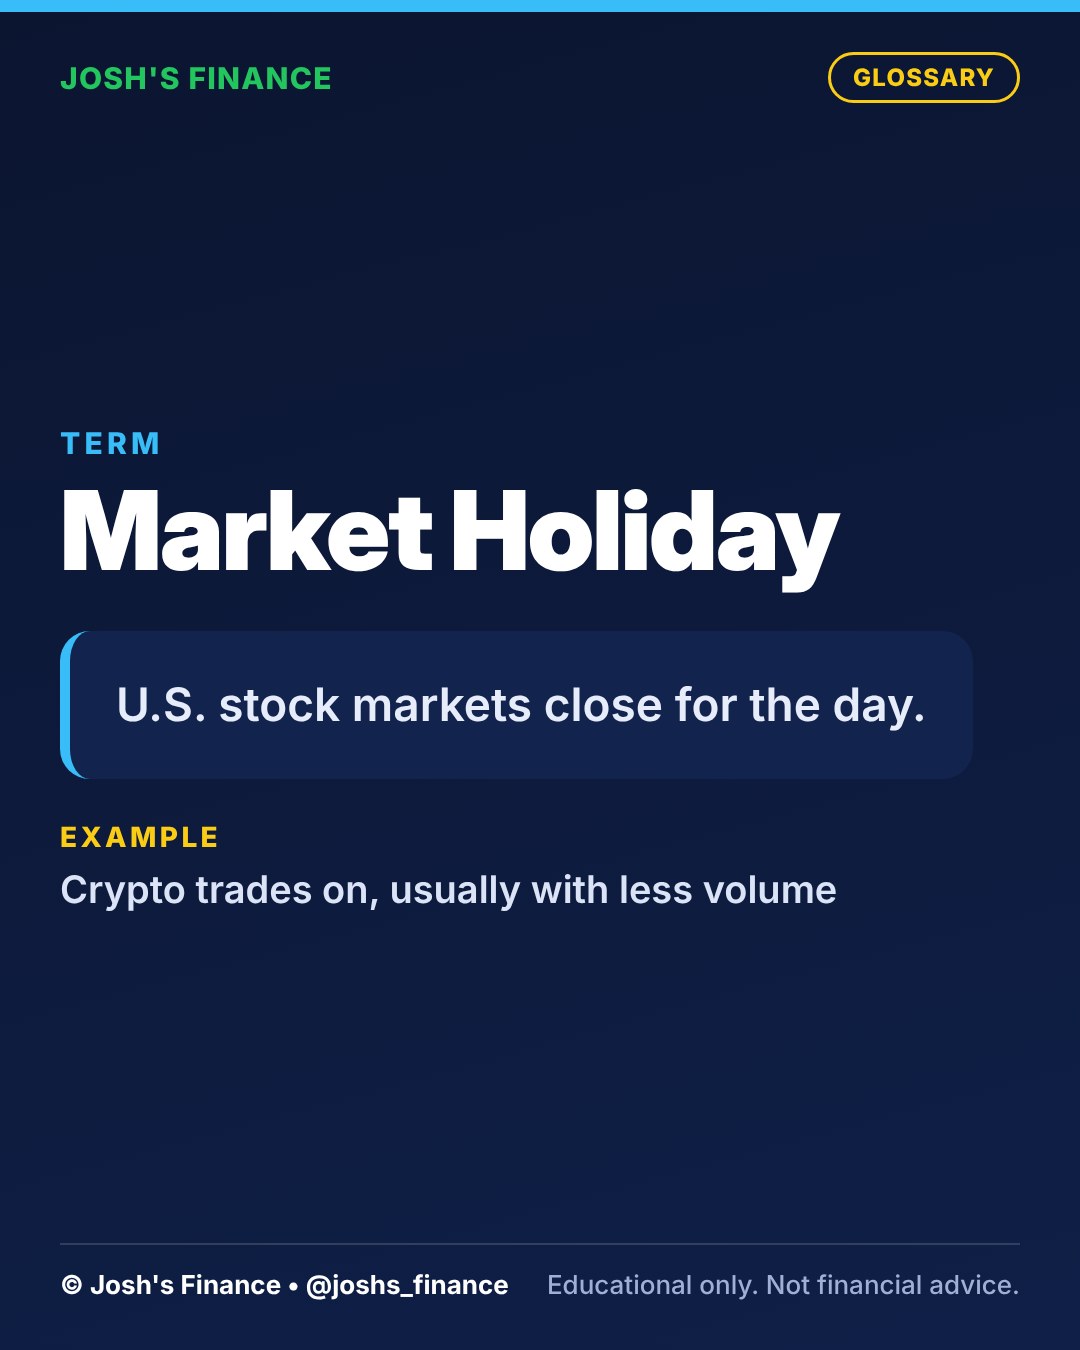 JOSH'S FINANCE
GLOSSARY
TERM
Market Holiday
U.S. stock markets close for the day.
EXAMPLE
Crypto trades on, usually with less volume
© Josh's Finance • @joshs_finance
Educational only. Not financial advice.